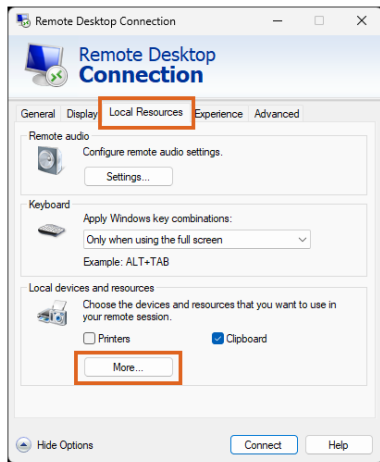 Remote Desktop Connection
Remote Desktop
Connection
General Display Local Resources Experience Advanced
Remote audio
Configure remote audio settings.
Settings...
Keyboard
Apply Windows key combinations:
Only when using the full screen
Example: ALT+TAB
Local devices and resources
Choose the devices and resources that you want to use in
your remote session.
Printers Clipboard
More...
Hide Options Connect Help